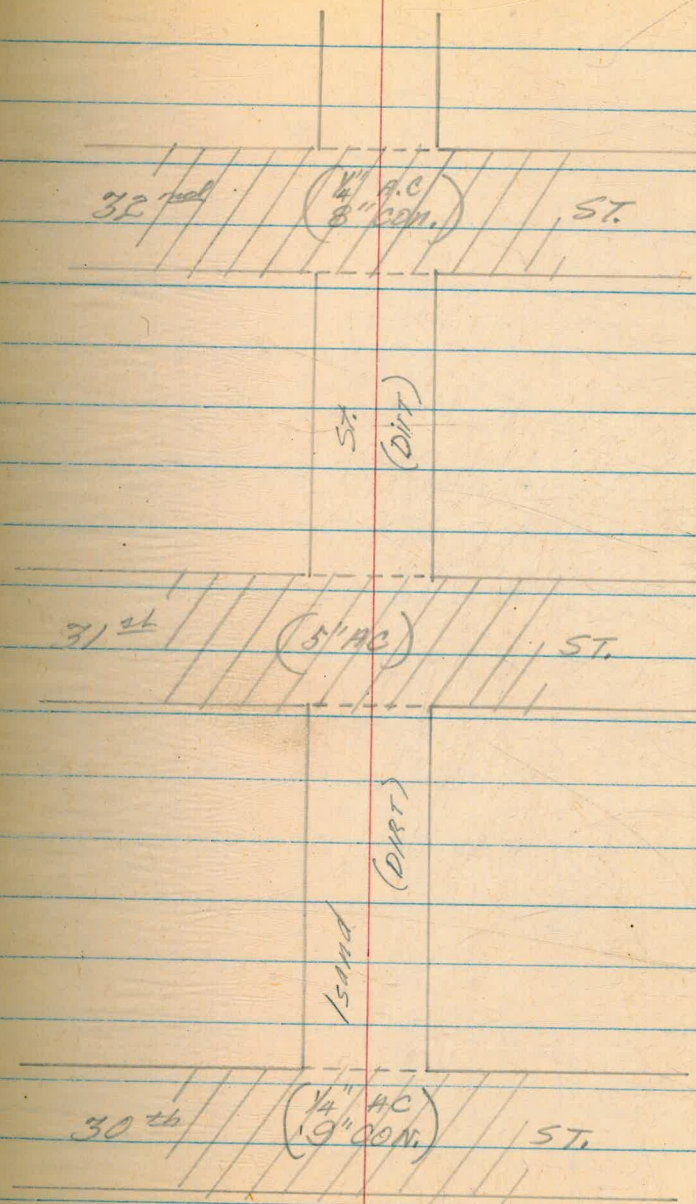 32nd (1/4" A.C ST.
8" CON.)
St.
(DirT)
31st (5" AC) ST.
(DIRT)
Isand
30th (1/4" AC ST.
9" CON.)